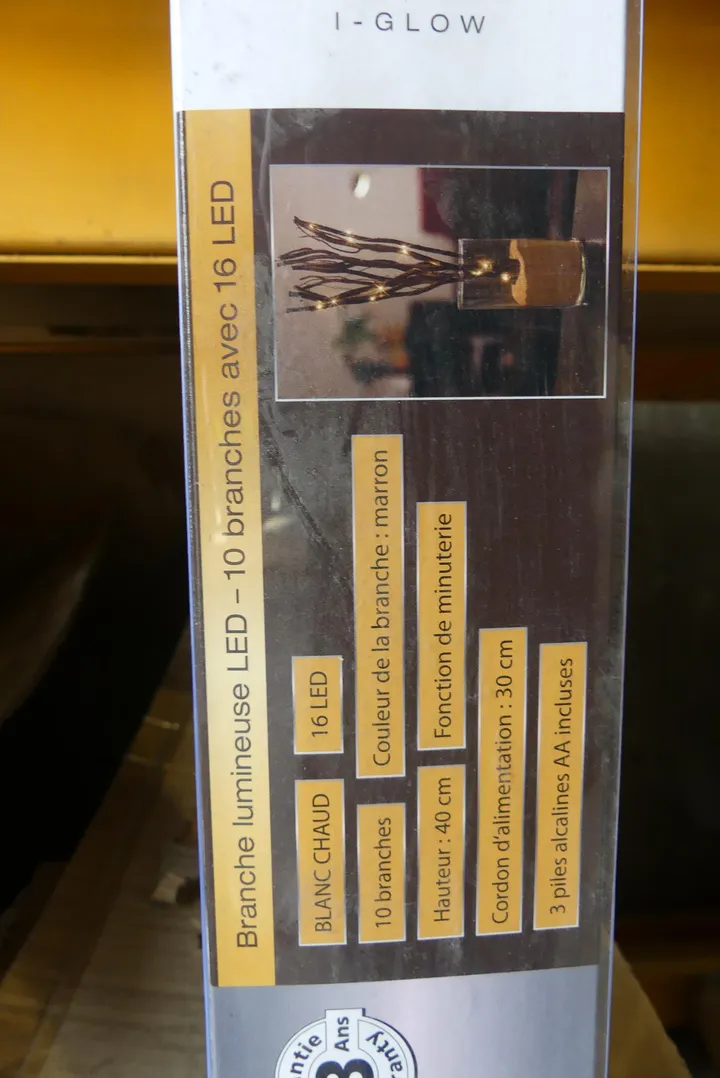 I-GLOW
Branche lumineuse LED – 10 branches avec 16 LED
BLANC CHAUD
16 LED
10 branches
Couleur de la branche : marron
Hauteur : 40 cm
Fonction de minuterie
Cordon d'alimentation : 30 cm
3 piles alcalines AA incluses
3
Ans